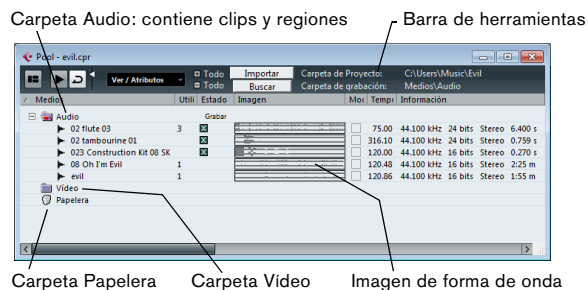 Carpeta Audio: contiene clips y regiones
Barra de herramientas
Pool - evil.cpr
Ver / Atributos
Todo
Todo
Importar
Buscar
Carpeta de Proyecto: C:\Users\Music\Evil
Carpeta de grabación: Medios\Audio
Medios Utili Estado Imagen Mod Tempo Información
Audio Grabar
02 flute 03 3 X 75.00 44.100 kHz 24 bits Stereo 6.400 s
02 tambourine 01 X 316.10 44.100 kHz 24 bits Stereo 0.759 s
023 Construction Kit 08 SK X 120.00 44.100 kHz 24 bits Stereo 0.270 s
08 Oh I'm Evil 1 120.48 44.100 kHz 16 bits Stereo 2:25 m
evil 1 120.86 44.100 kHz 16 bits Stereo 1:55 m
Vídeo
Papelera
Carpeta Papelera
Carpeta Vídeo
Imagen de forma de onda